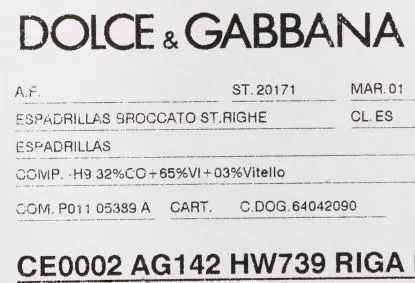 DOLCE & GABBANA
A.F. ST. 20171 MAR. 01
ESPADRILLAS BROCCATO ST.RIGHE CL. ES
ESPADRILLAS
COMP. -H9 32%CO+65%VI+03%Vitello
COM. P011 05389 A CART. C.DOG. 64042090
CE0002 AG142 HW739 RIGA